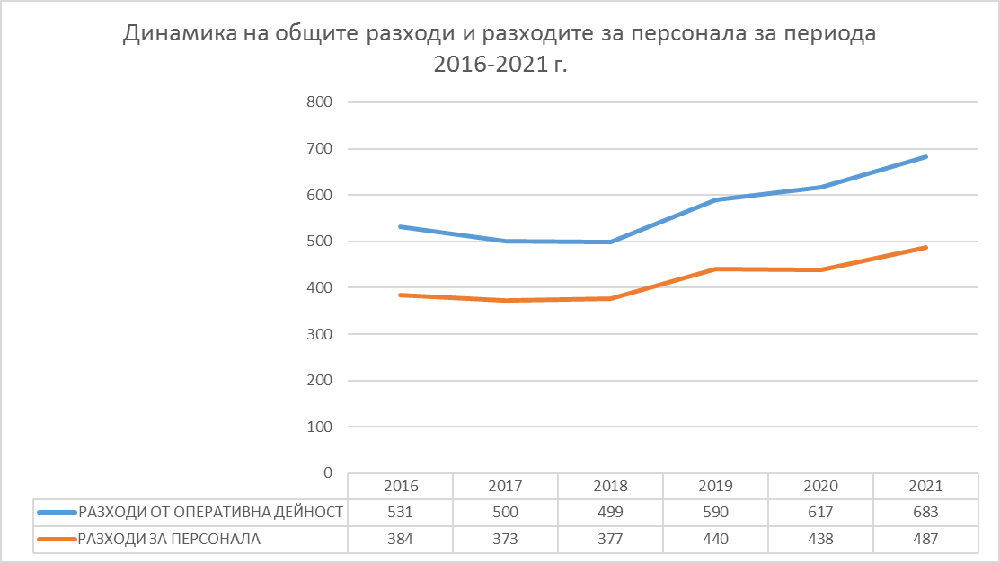 Динамика на общите разходи и разходите за персонала за периода
2016-2021 г.
800
700
600
500
400
300
200
100
0
2016 2017 2018 2019 2020 2021
РАЗХОДИ ОТ ОПЕРАТИВНА ДЕЙНОСТ 531 500 499 590 617 683
РАЗХОДИ ЗА ПЕРСОНАЛА 384 373 377 440 438 487